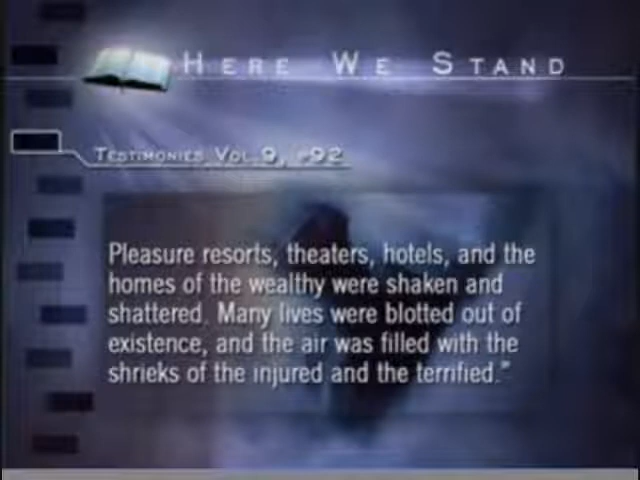 HERE WE STAND
TESTIMONIES VOL 9, #92
Pleasure resorts, theaters, hotels, and the
homes of the wealthy were shaken and
shattered. Many lives were blotted out of
existence, and the air was filled with the
shrieks of the injured and the terrified."